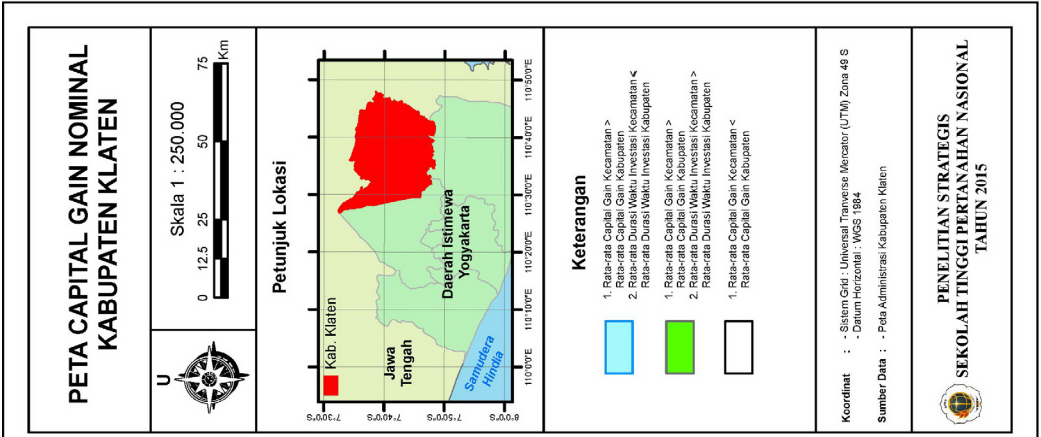 PETA CAPITAL GAIN NOMINAL
KABUPATEN KLATEN
U
Skala 1 : 250.000
0 12.5 25 50 75
Km
Petunjuk Lokasi
Kab. Klaten
Jawa
Tengah
Daerah Istimewa
Yogyakarta
Samudera
Hindia
7°30'0"S
7°40'0"S
7°50'0"S
8°0'0"S
110°0'0"E
110°10'0"E
110°20'0"E
110°30'0"E
110°40'0"E
110°50'0"E
Keterangan
1. Rata-rata Capital Gain Kecamatan >
Rata-rata Capital Gain Kabupaten
2. Rata-rata Durasi Waktu Investasi Kecamatan <
Rata-rata Durasi Waktu Investasi Kabupaten
1. Rata-rata Capital Gain Kecamatan >
Rata-rata Capital Gain Kabupaten
2. Rata-rata Durasi Waktu Investasi Kecamatan >
Rata-rata Durasi Waktu Investasi Kabupaten
1. Rata-rata Capital Gain Kecamatan <
Rata-rata Capital Gain Kabupaten
Koordinat : - Sistem Grid : Universal Tranverse Mercator (UTM) Zona 49 S
- Datum Horizontal : WGS 1984
Sumber Data : - Peta Adminidstrasi Kabupaten Klaten
PENELITIAN STRATEGIS
SEKOLAH TINGGI PERTANAHAN NASIONAL
TAHUN 2015